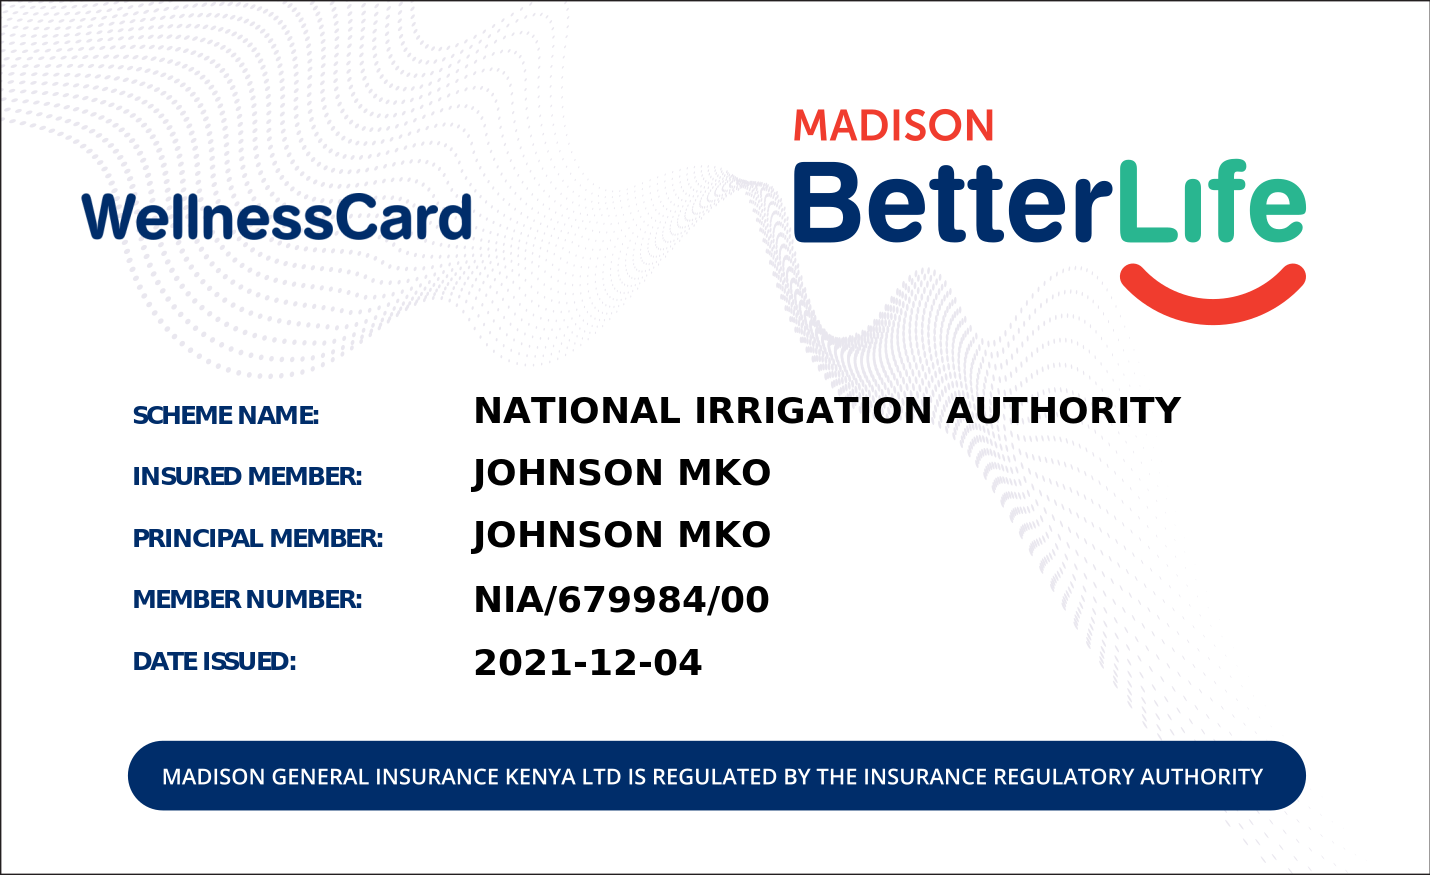 MADISON
BetterLife
WellnessCard
SCHEME NAME: NATIONAL IRRIGATION AUTHORITY
INSURED MEMBER: JOHNSON MKO
PRINCIPAL MEMBER: JOHNSON MKO
MEMBER NUMBER: NIA/679984/00
DATE ISSUED: 2021-12-04
MADISON GENERAL INSURANCE KENYA LTD IS REGULATED BY THE INSURANCE REGULATORY AUTHORITY